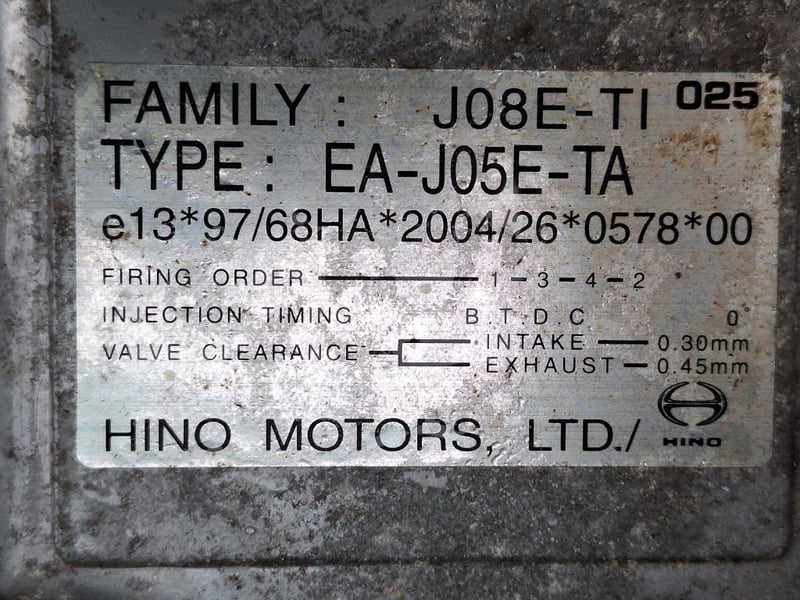 FAMILY : J08E-TI 025
TYPE : EA-J05E-TA
e13*97/68HA*2004/26*0578*00
FIRING ORDER 1-3-4-2
INJECTION TIMING B.T.D.C 0°
VALVE CLEARANCE INTAKE 0.30mm
EXHAUST 0.45mm
HINO MOTORS, LTD./ HINO